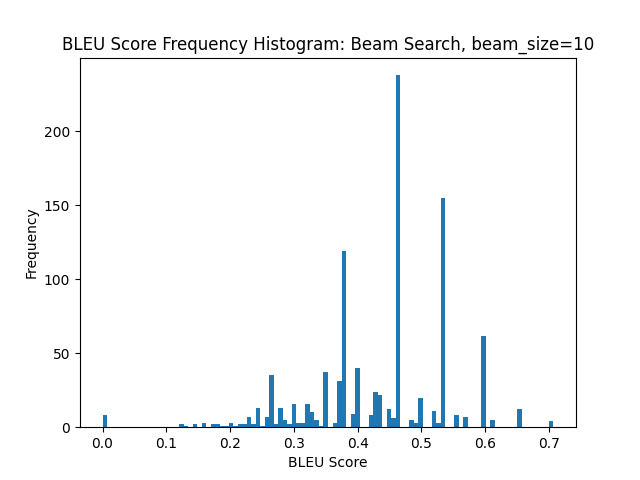 BLEU Score Frequency Histogram: Beam Search, beam_size=10
Frequency
200
150
100
50
0
0.0 0.1 0.2 0.3 0.4 0.5 0.6 0.7
BLEU Score